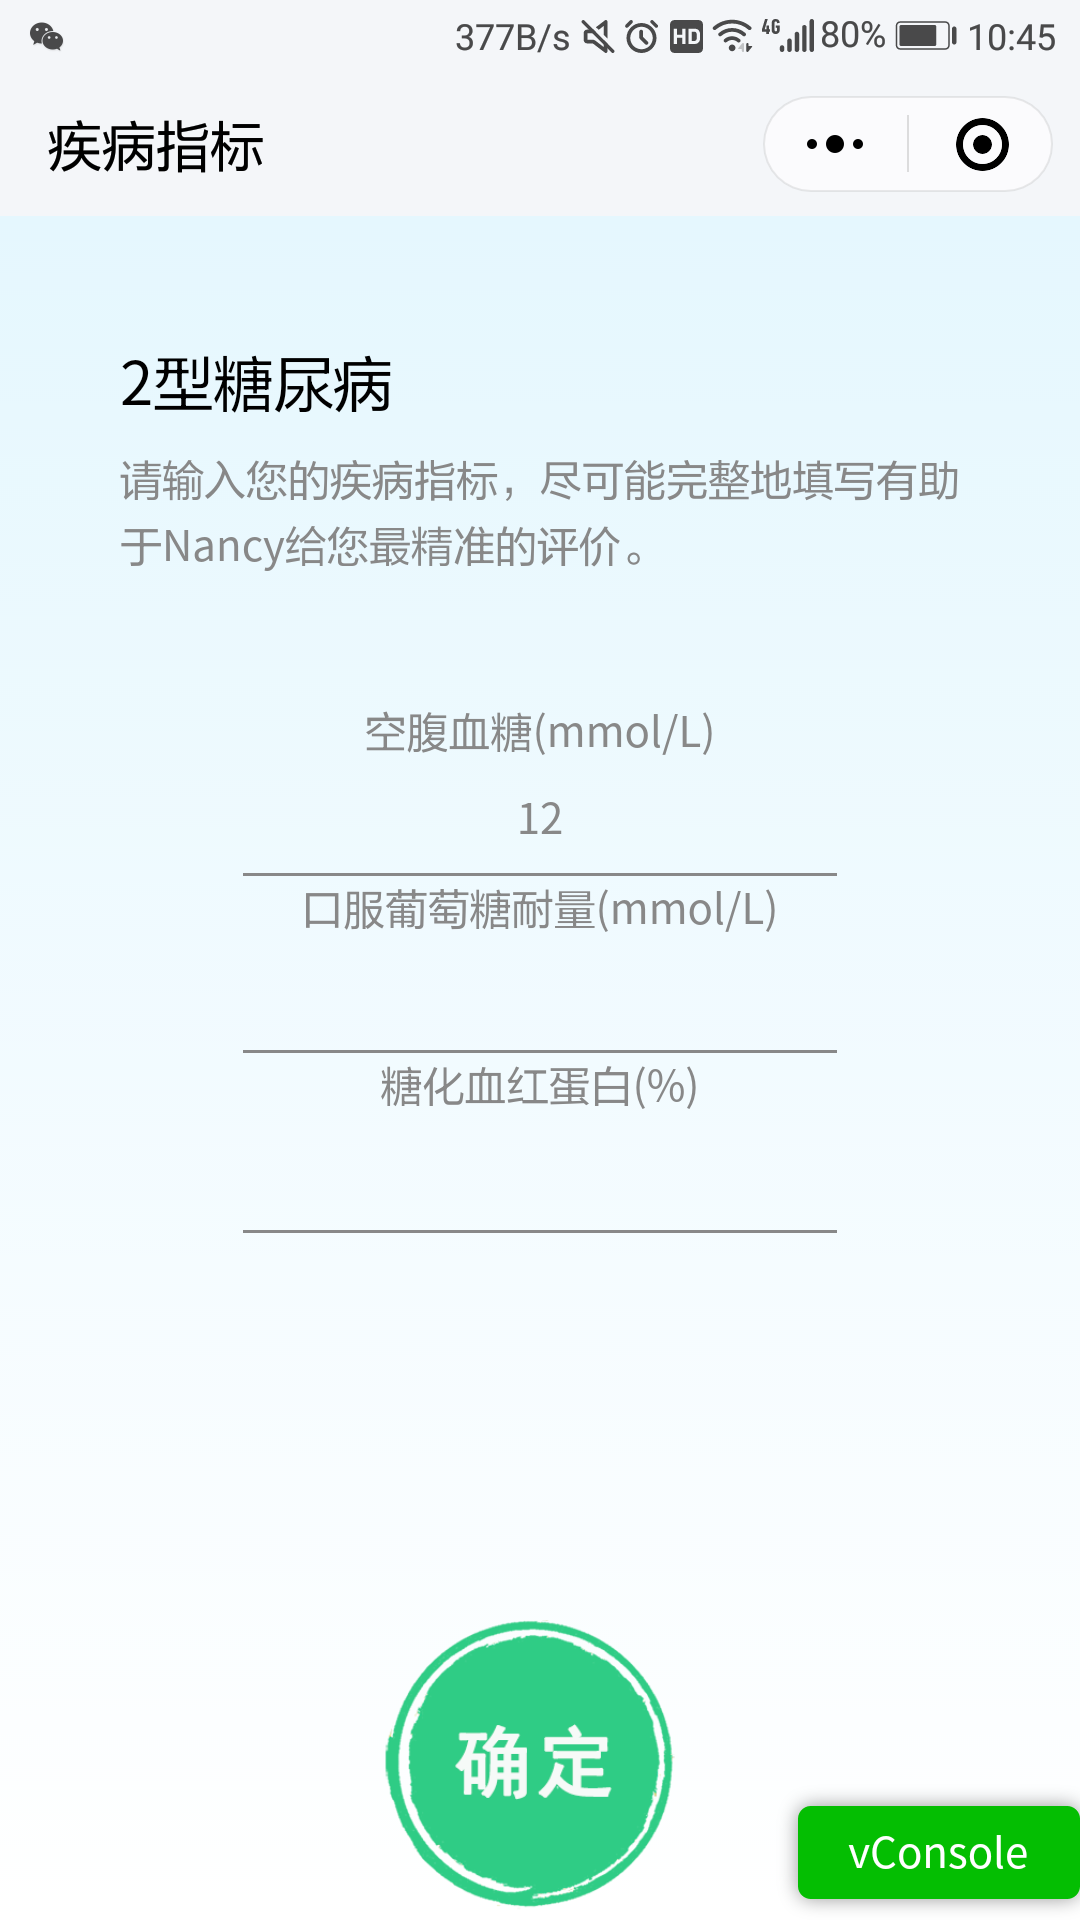 377B/s HD 4G 80% 10:45
疾病指标
2型糖尿病
请输入您的疾病指标，尽可能完整地填写有助
于Nancy给您最精准的评价。
空腹血糖(mmol/L)
12
口服葡萄糖耐量(mmol/L)
糖化血红蛋白(%)
确定
vConsole